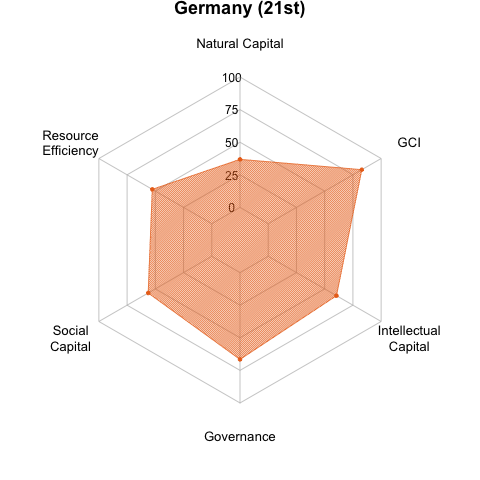 Germany (21st)
Natural Capital
100
75
50
25
0
GCI
Resource
Efficiency
Social
Capital
Intellectual
Capital
Governance